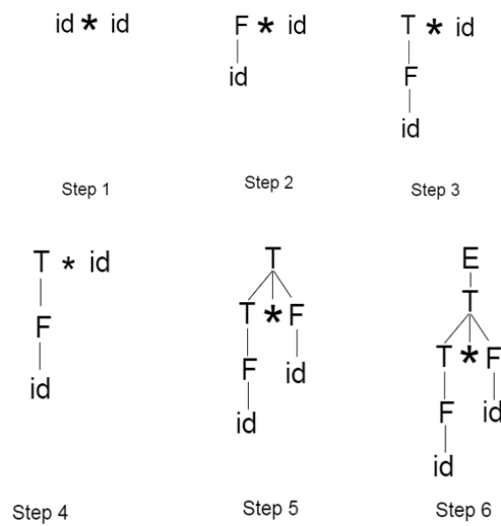 id * id
F * id
T * id
id
F
id
Step 1
Step 2
Step 3
T * id
T
E
T
F
T * F
T * F
id
F
id
F
id
id
id
Step 4
Step 5
Step 6